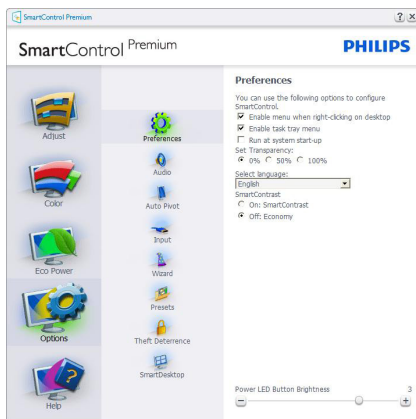 SmartControl Premium
SmartControl Premium
PHILIPS
Adjust
Color
Eco Power
Options
Help
Preferences
Audio
Auto Pivot
Input
Wizard
Presets
Theft Deterrence
SmartDesktop
Preferences
You can use the following options to configure
SmartControl.
Enable menu when right-clicking on desktop
Enable task tray menu
Run at system start-up
Set Transparency:
0% 50% 100%
Select language:
English
SmartContrast
On: SmartContrast
Off: Economy
Power LED Button Brightness 3